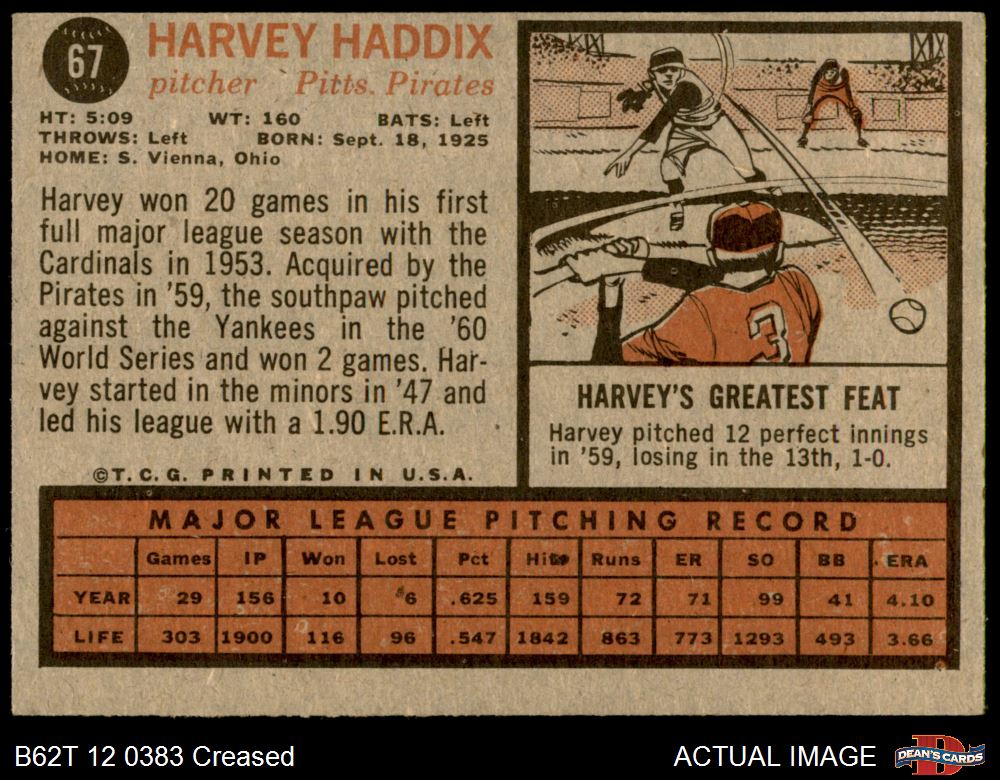 67
HARVEY HADDIX
pitcher Pitts. Pirates
HT: 5:09 WT: 160 BATS: Left
THROWS: Left BORN: Sept. 18, 1925
HOME: S. Vienna, Ohio
Harvey won 20 games in his first
full major league season with the
Cardinals in 1953. Acquired by the
Pirates in '59, the southpaw pitched
against the Yankees in the '60
World Series and won 2 games. Har-
vey started in the minors in '47 and
led his league with a 1.90 E.R.A.
©T.C.G. PRINTED IN U.S.A.
3
HARVEY'S GREATEST FEAT
Harvey pitched 12 perfect innings
in '59, losing in the 13th, 1-0.
MAJOR LEAGUE PITCHING RECORD
Games IP Won Lost Pct Hits Runs ER SO BB ERA
YEAR 29 156 10 6 .625 159 72 71 99 41 4.10
LIFE 303 1900 116 96 .547 1842 863 773 1293 493 3.66
B62T 12 0383 Creased
ACTUAL IMAGE
DEAN'S CARDS